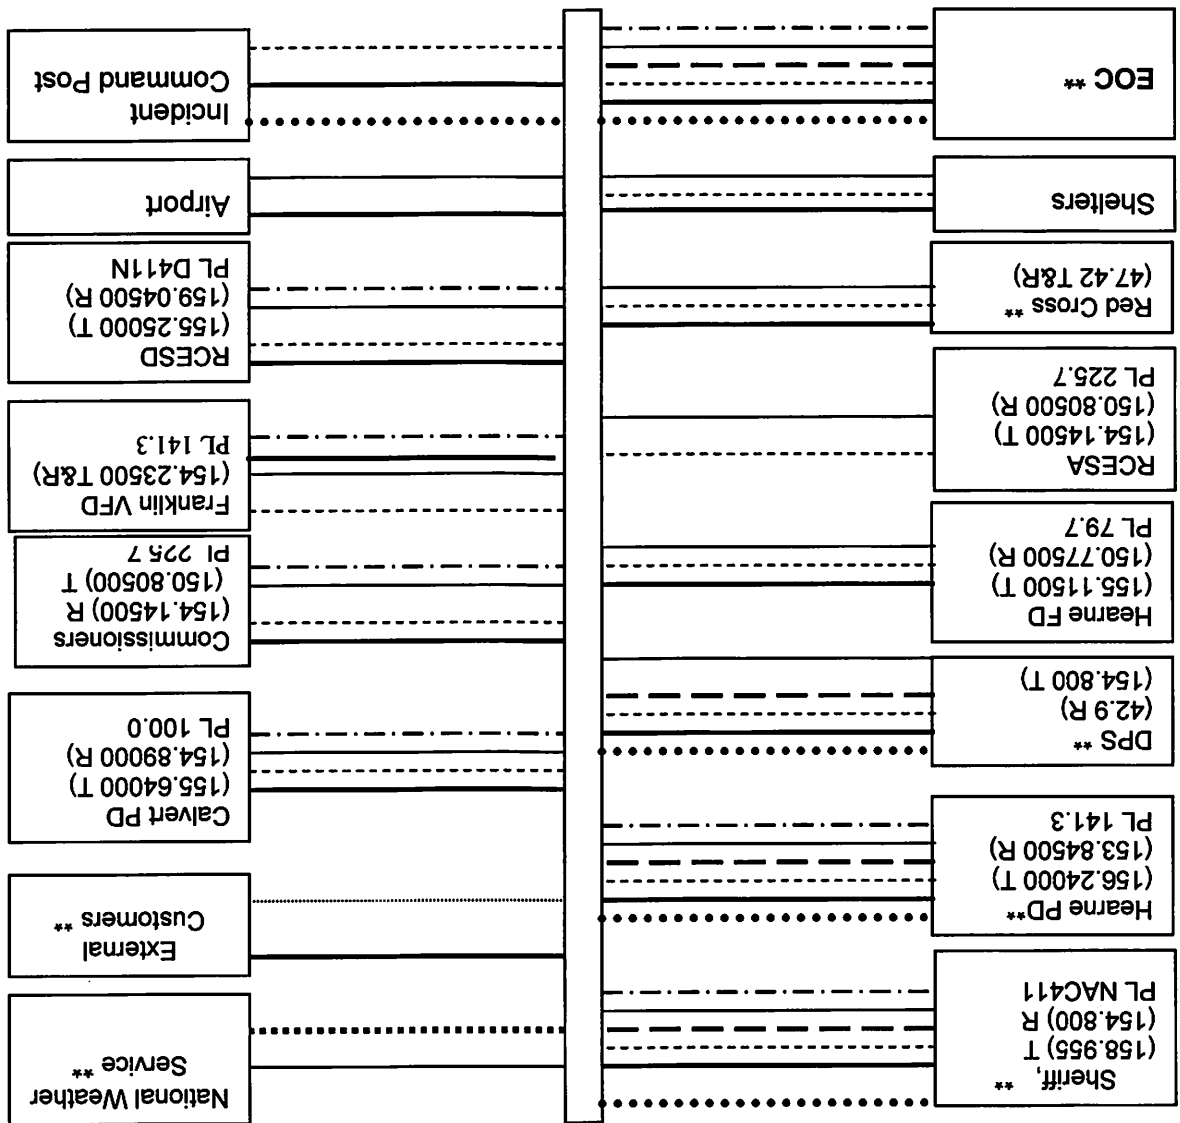 Sheriff, **
(158.955) T
(154.800) R
PL NAC411
Hearne PD**
(156.24000 T)
(153.84500 R)
PL 141.3
DPS **
(42.9 R)
(154.800 T)
Hearne FD
(155.11500 T)
(150.77500 R)
PL 79.7
RCESA
(154.14500 T)
(150.80500 R)
PL 225.7
Red Cross **
(47.42 T&R)
Shelters
EOC **
National Weather
Service **
External
Customers **
Calvert PD
(155.64000 T)
(154.89000 R)
PL 100.0
Commissioners
(154.14500) R
(150.80500) T
PL 225.7
Franklin VFD
(154.23500 T&R)
PL 141.3
RCESD
(155.25000 T)
(159.04500 R)
PL D411N
Airport
Incident
Command Post